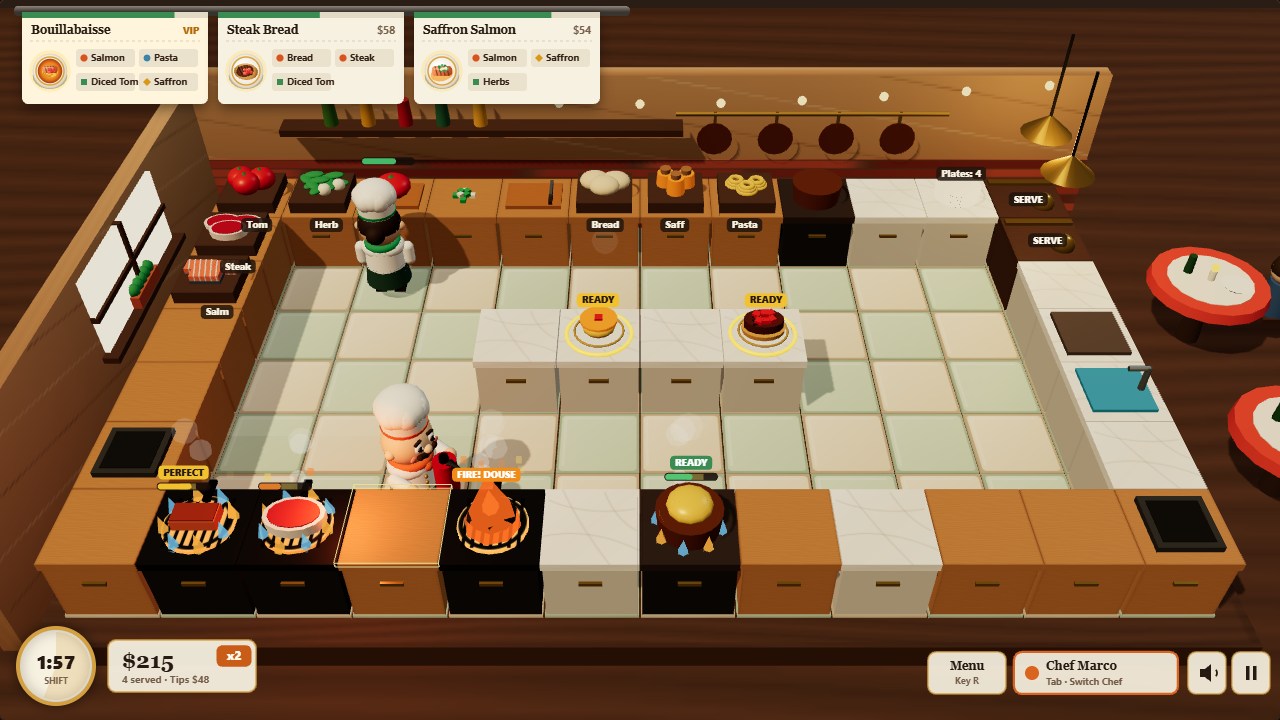 Bouillabaisse VIP
Salmon Pasta
Diced Tom Saffron
Steak Bread $58
Bread Steak
Diced Tom
Saffron Salmon $54
Salmon Saffron
Herbs
Plates: 4
SERVE
SERVE
Tom
Herb
Bread
Saff
Pasta
Steak
Salm
READY
READY
PERFECT
FIRE! DOUSE
READY
1:57
SHIFT
$215
x2
4 served · Tips $48
Menu
Key R
Chef Marco
Tab · Switch Chef